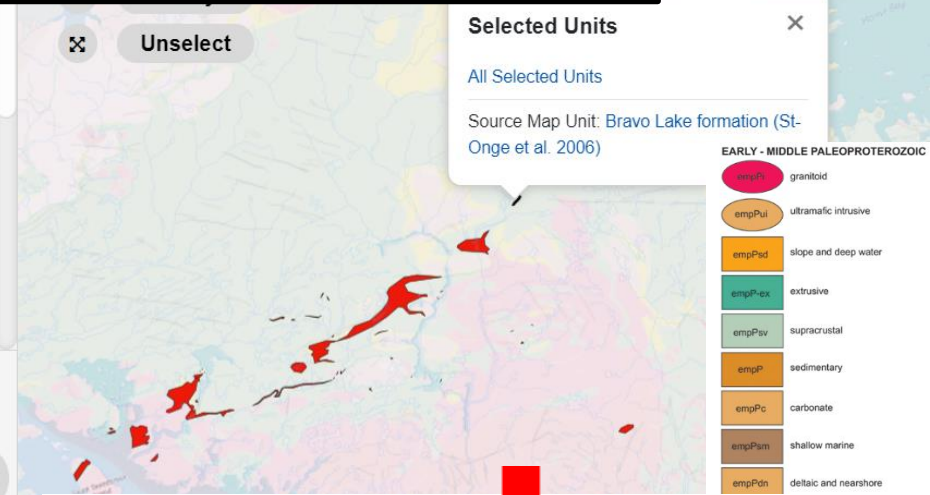 Unselect
Selected Units
×
All Selected Units
Source Map Unit: Bravo Lake formation (St-
Onge et al. 2006)
EARLY - MIDDLE PALEOPROTEROZOIC
granitoid
empPui ultramafic intrusive
empPsd slope and deep water
empP-ex extrusive
empPsv supracrustal
empP sedimentary
empPc carbonate
empPsm shallow marine
empPdn deltaic and nearshore